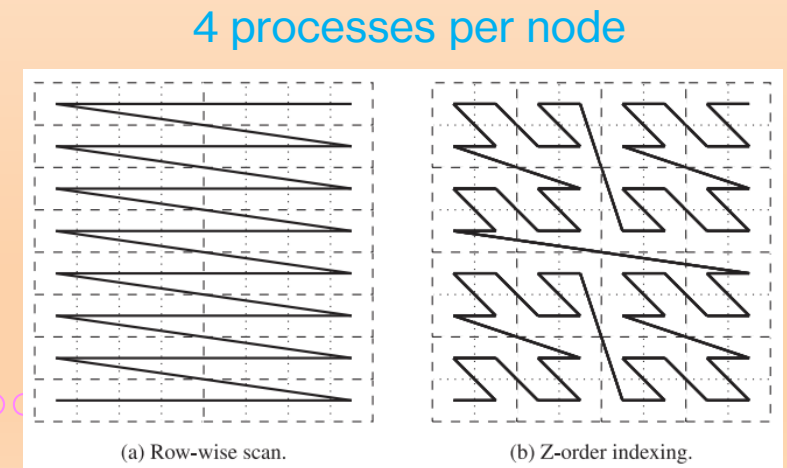 4 processes per node
(a) Row-wise scan.
(b) Z-order indexing.